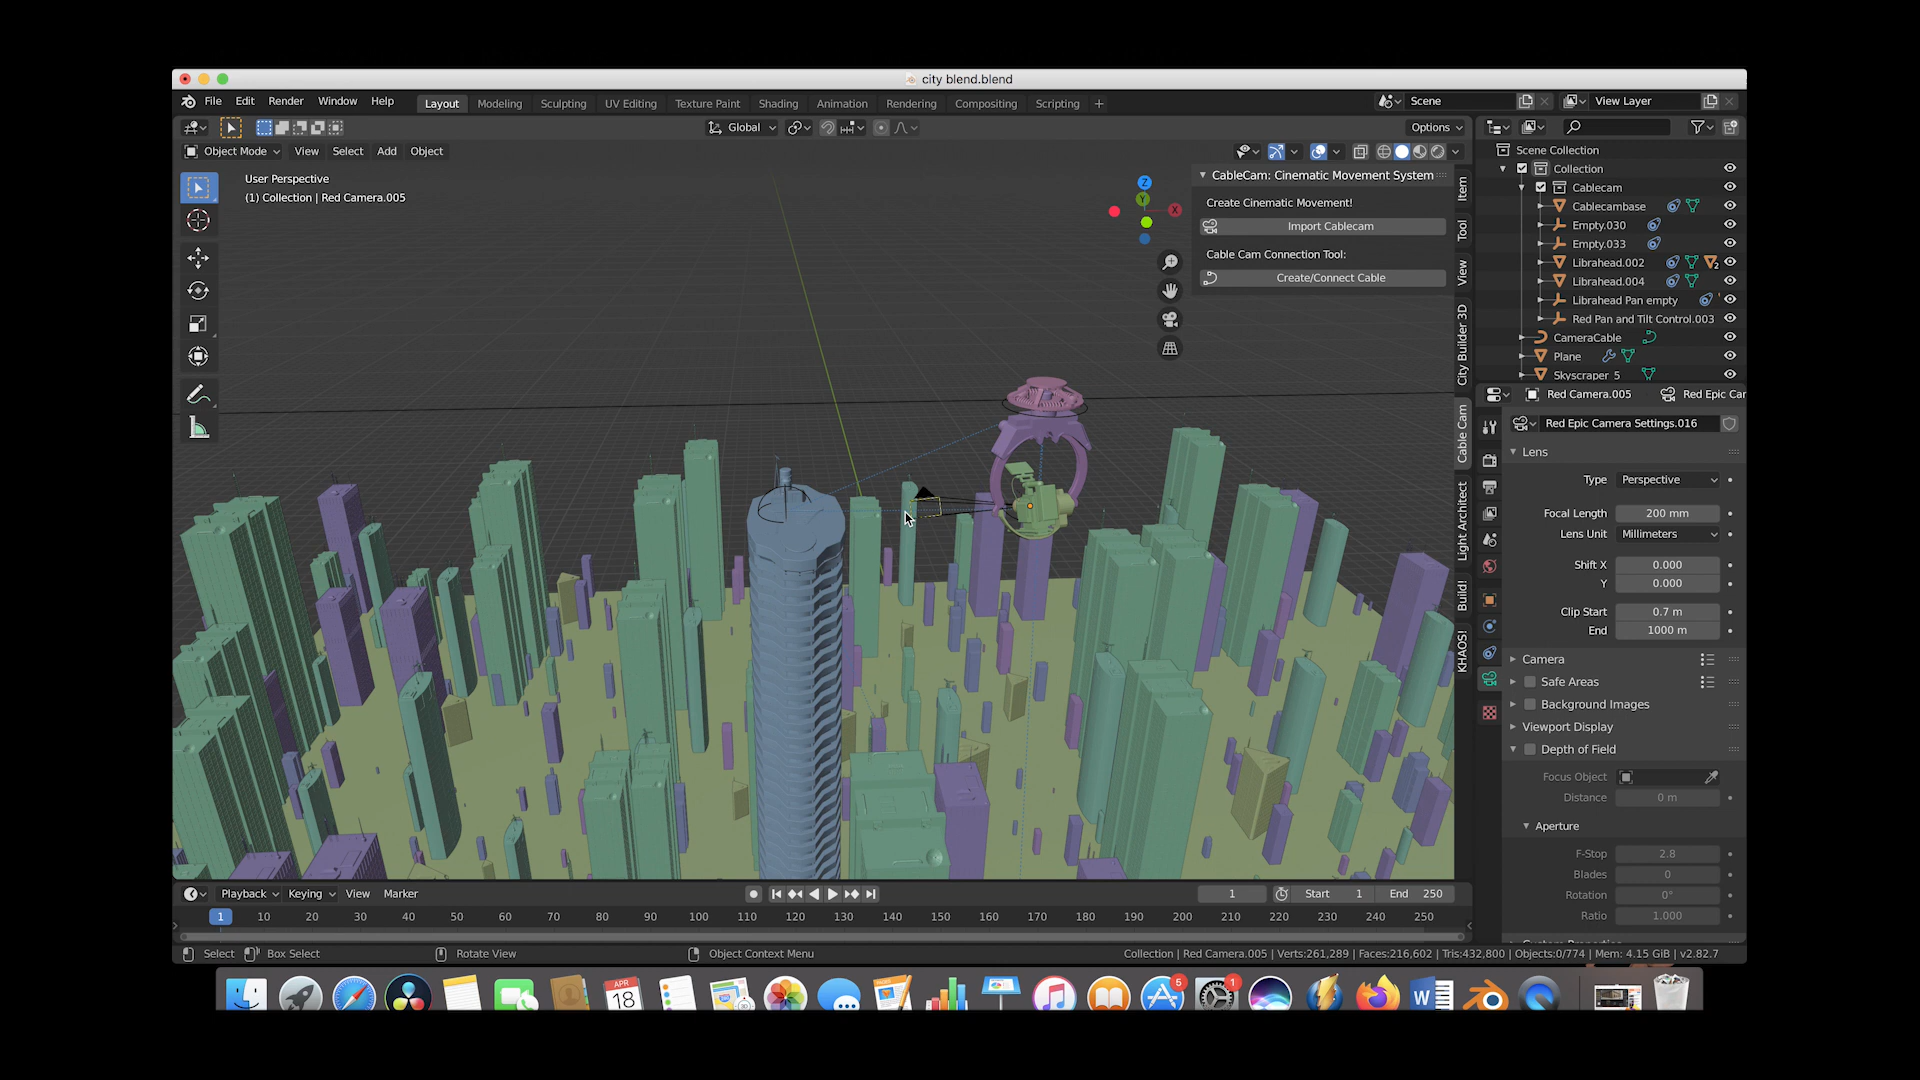 city blend.blend
File Edit Render Window Help
Layout Modeling Sculpting UV Editing Texture Paint Shading Animation Rendering Compositing Scripting +
Scene View Layer
Global Options
Object Mode View Select Add Object
User Perspective
(1) Collection | Red Camera.005
Z
Y
X
CableCam: Cinematic Movement System
Create Cinematic Movement!
Import Cablecam
Cable Cam Connection Tool:
Create/Connect Cable
Item
Tool
View
City Builder 3D
Cable Cam
Light Architect
Build!
KHAOS!
Scene Collection
Collection
Cablecam
Cablecambase
Empty.030
Empty.033
Librahead.002 2
Librahead.004
Librahead Pan empty
Red Pan and Tilt Control.003
CameraCable
Plane
Skyscraper 5
Red Camera.005 Red Epic Car
Red Epic Camera Settings.016
Lens
Type Perspective
Focal Length 200 mm
Lens Unit Millimeters
Shift X 0.000
Y 0.000
Clip Start 0.7 m
End 1000 m
Camera
Safe Areas
Background Images
Viewport Display
Depth of Field
Focus Object
Distance 0 m
Aperture
F-Stop 2.8
Blades 0
Rotation 0°
Ratio 1.000
Playback Keying View Marker
1 Start 1 End 250
1 10 20 30 40 50 60 70 80 90 100 110 120 130 140 150 160 170 180 190 200 210 220 230 240 250
Select Box Select Rotate View Object Context Menu
Collection | Red Camera.005 | Verts:261,289 | Faces:216,602 | Tris:432,800 | Objects:0/774 | Mem: 4.15 GiB | v2.82.7
APR
18
5
1
W